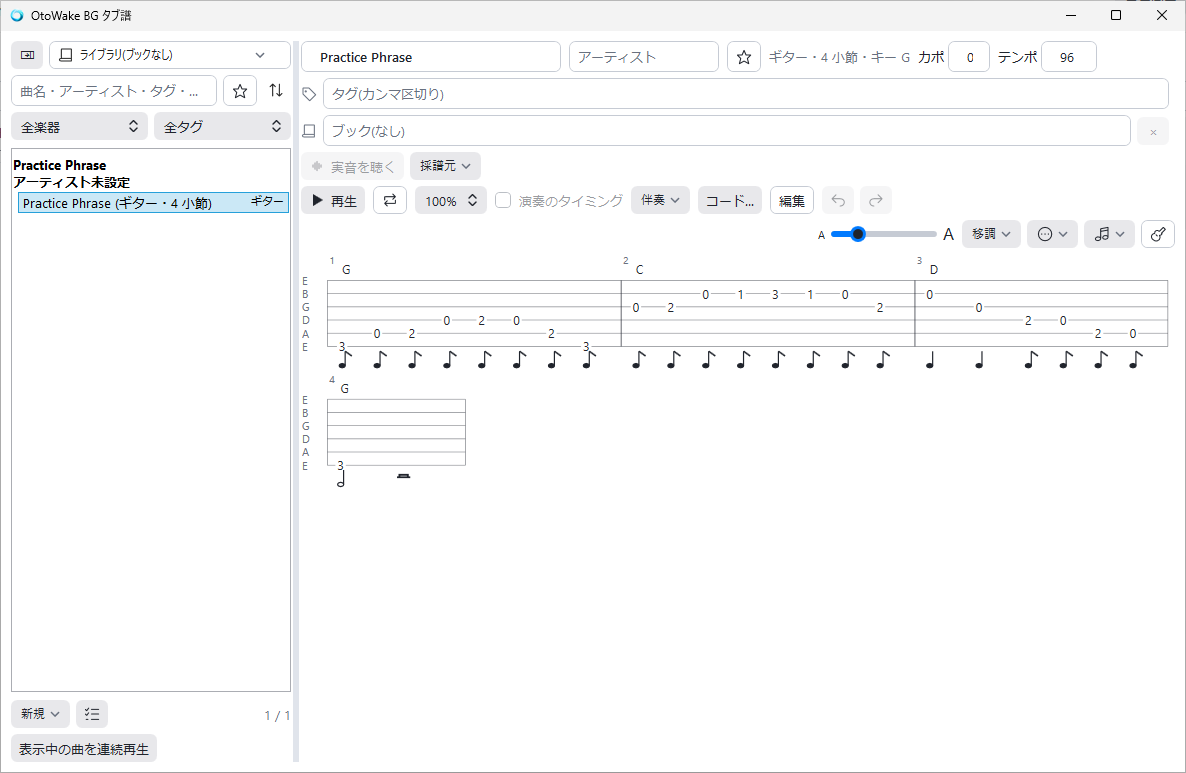 OtoWake BG タブ譜
ライブラリ(ブックなし)
Practice Phrase
アーティスト
ギター・4 小節・キー G
カポ
0
テンポ
96
曲名・アーティスト・タグ・...
タグ(カンマ区切り)
全楽器
全タグ
ブック(なし)
×
Practice Phrase
アーティスト未設定
Practice Phrase (ギター・4 小節)
ギター
実音を聴く
採譜元
再生
100%
演奏のタイミング
伴奏
コード...
編集
A
A
移調
1 2 3
G C D
E
B 0 1 3 1 0 0
G 0 2 2 0
D 0 2 0 2 0
A 0 2 2 2 0
E 3 3
4
G
E
B
G
D
A
E 3
新規
1 / 1
表示中の曲を連続再生